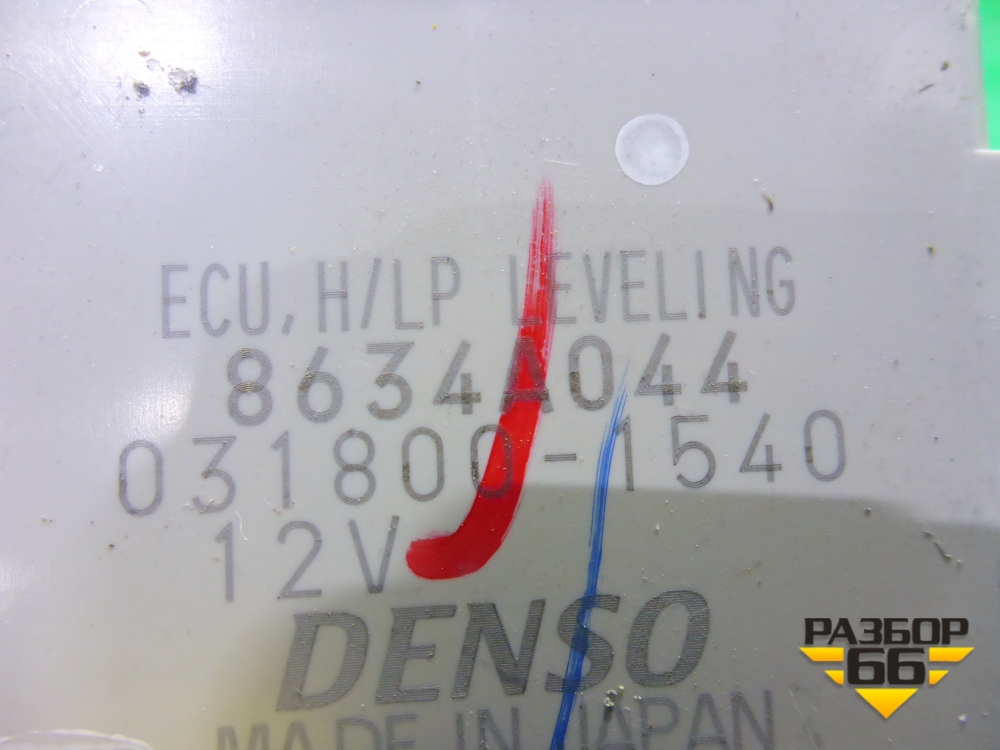 ECU, H/LP LEVELING
8634A044
031800-1540
12V
DENSO
MADE IN JAPAN
РАЗБОР
66